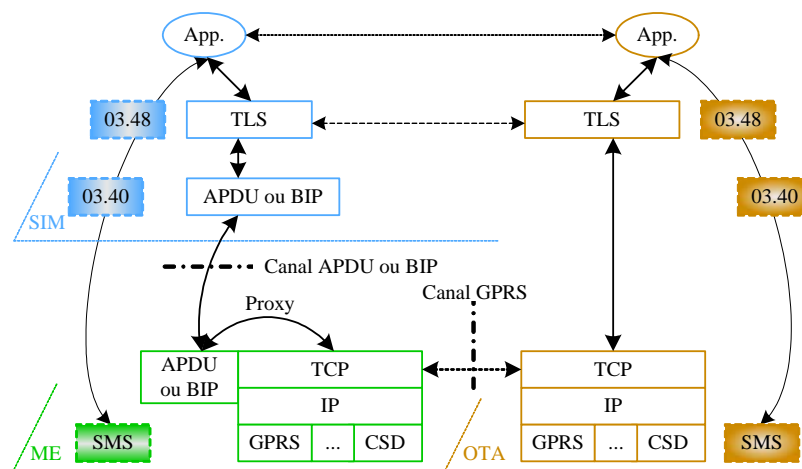 App.
App.
03.48
TLS
TLS
03.48
03.40
APDU ou BIP
03.40
SIM
Canal APDU ou BIP
Canal GPRS
Proxy
APDU
ou BIP
TCP
TCP
IP
IP
ME
SMS
GPRS
...
CSD
OTA
GPRS
...
CSD
SMS